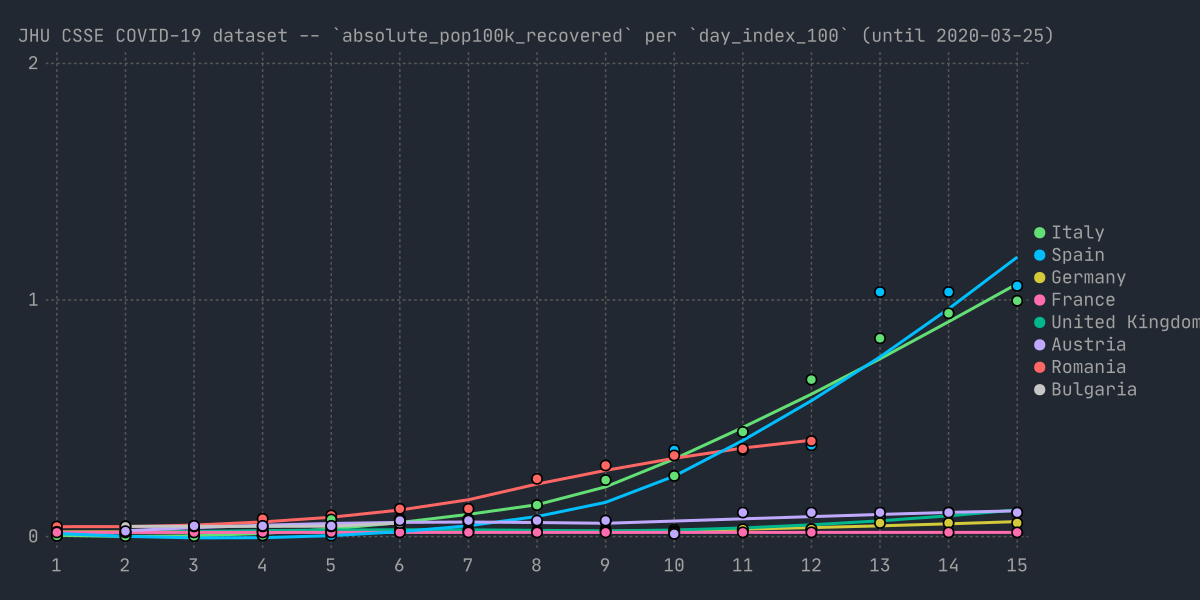 JHU CSSE COVID-19 dataset -- `absolute_pop100k_recovered` per `day_index_100` (until 2020-03-25)
2
1
0
1 2 3 4 5 6 7 8 9 10 11 12 13 14 15
Italy
Spain
Germany
France
United Kingdom
Austria
Romania
Bulgaria